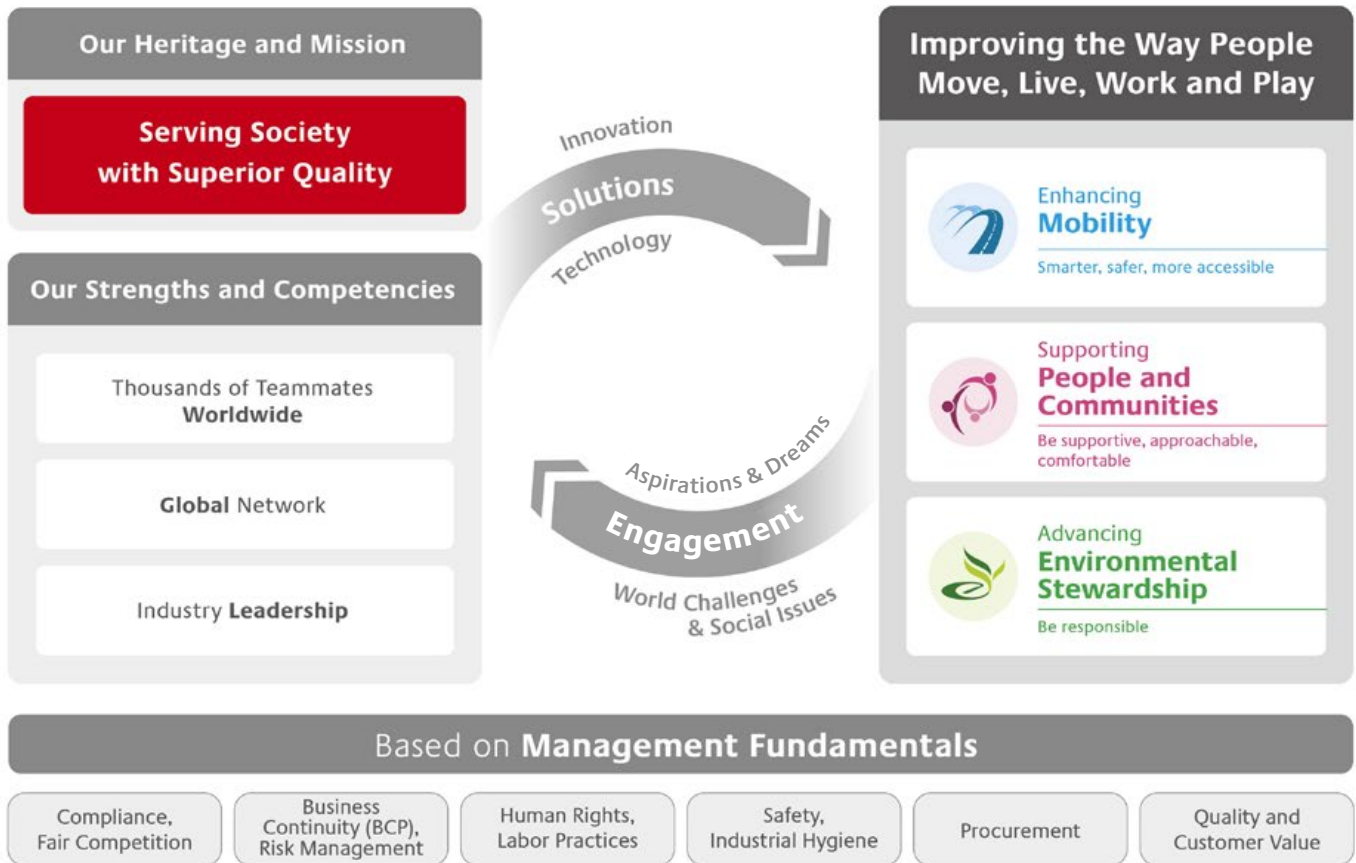 Our Heritage and Mission
Serving Society
with Superior Quality
Our Strengths and Competencies
Thousands of Teammates
Worldwide
Global Network
Industry Leadership
Innovation
Solutions
Technology
Aspirations & Dreams
Engagement
World Challenges
& Social Issues
Improving the Way People
Move, Live, Work and Play
Enhancing
Mobility
Smarter, safer, more accessible
Supporting
People and
Communities
Be supportive, approachable,
comfortable
Advancing
Environmental
Stewardship
Be responsible
Based on Management Fundamentals
Compliance,
Fair Competition
Business
Continuity (BCP),
Risk Management
Human Rights,
Labor Practices
Safety,
Industrial Hygiene
Procurement
Quality and
Customer Value